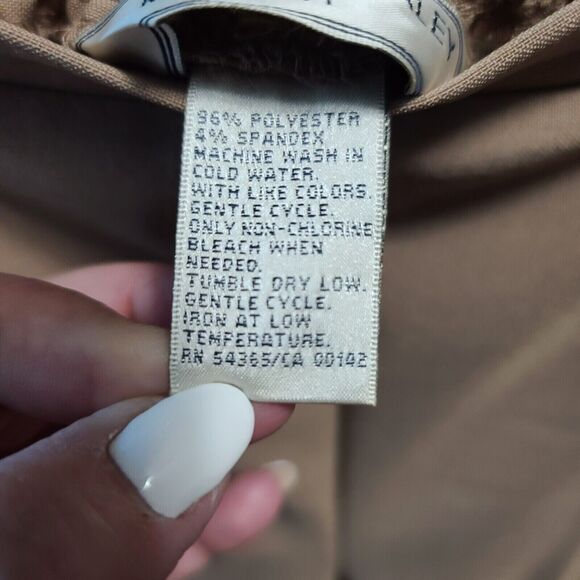 96% POLYESTER
4% SPANDEX
MACHINE WASH IN
COLD WATER.
WITH LIKE COLORS.
GENTLE CYCLE.
ONLY NON-CHLORINE
BLEACH WHEN
NEEDED.
TUMBLE DRY LOW.
GENTLE CYCLE.
IRON AT LOW
TEMPERATURE.
RN 54365/CA 00142